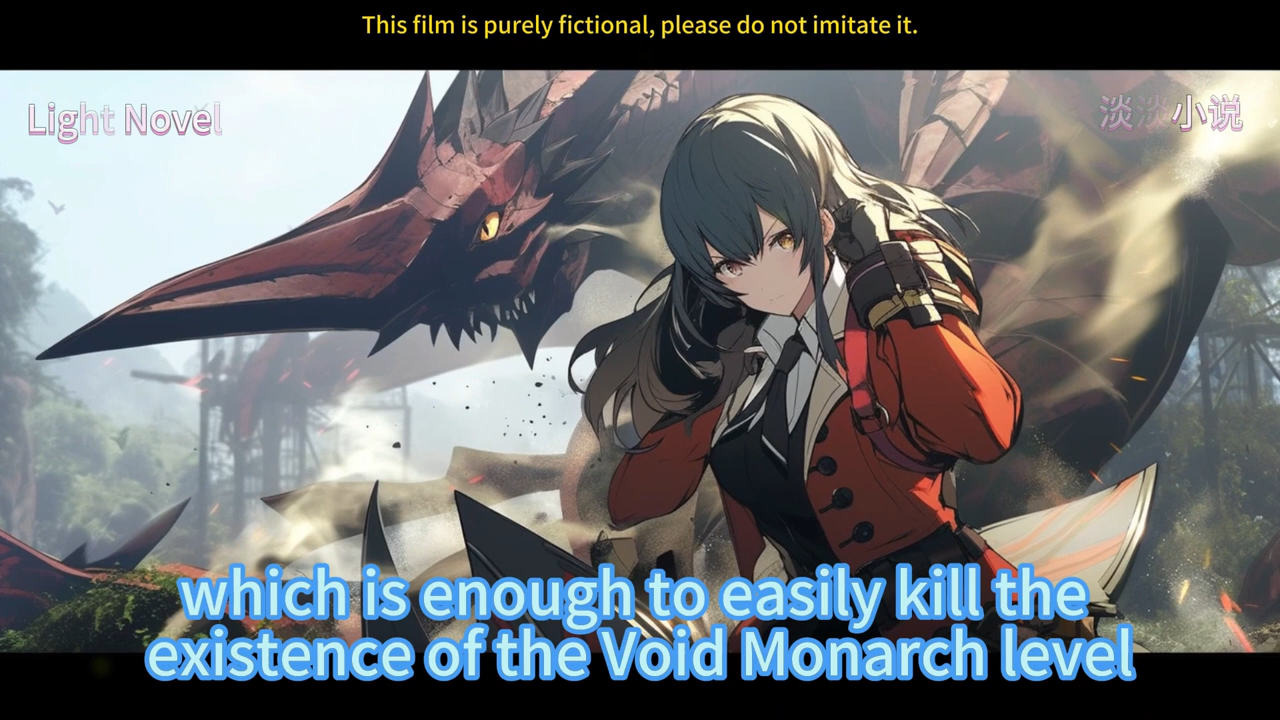 This film is purely fictional, please do not imitate it.
Light Novel
淡淡小说
which is enough to easily kill the
existence of the Void Monarch level